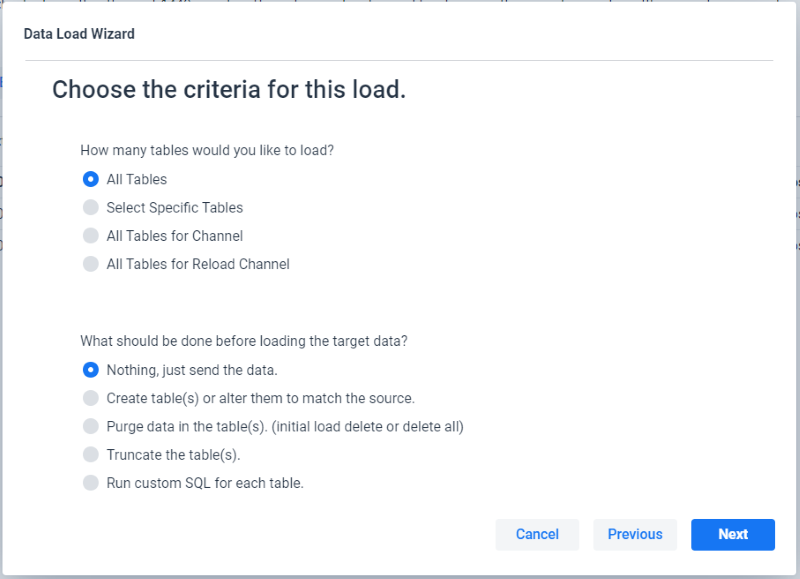 Data Load Wizard
Choose the criteria for this load.
How many tables would you like to load?
All Tables
Select Specific Tables
All Tables for Channel
All Tables for Reload Channel
What should be done before loading the target data?
Nothing, just send the data.
Create table(s) or alter them to match the source.
Purge data in the table(s). (initial load delete or delete all)
Truncate the table(s).
Run custom SQL for each table.
Cancel Previous Next